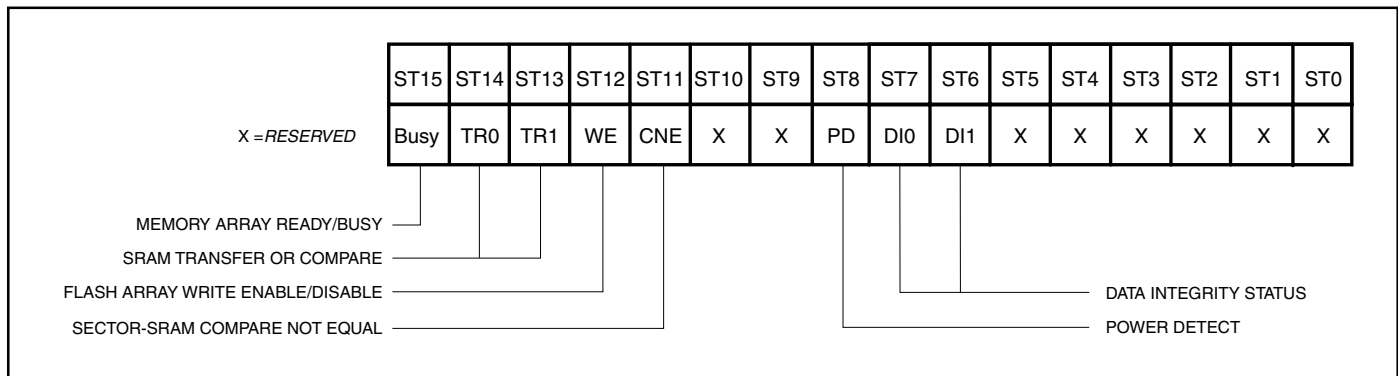 ST15 ST14 ST13 ST12 ST11 ST10 ST9 ST8 ST7 ST6 ST5 ST4 ST3 ST2 ST1 ST0
X =RESERVED Busy TR0 TR1 WE CNE X X PD DI0 DI1 X X X X X X
MEMORY ARRAY READY/BUSY
SRAM TRANSFER OR COMPARE
FLASH ARRAY WRITE ENABLE/DISABLE DATA INTEGRITY STATUS
SECTOR-SRAM COMPARE NOT EQUAL POWER DETECT